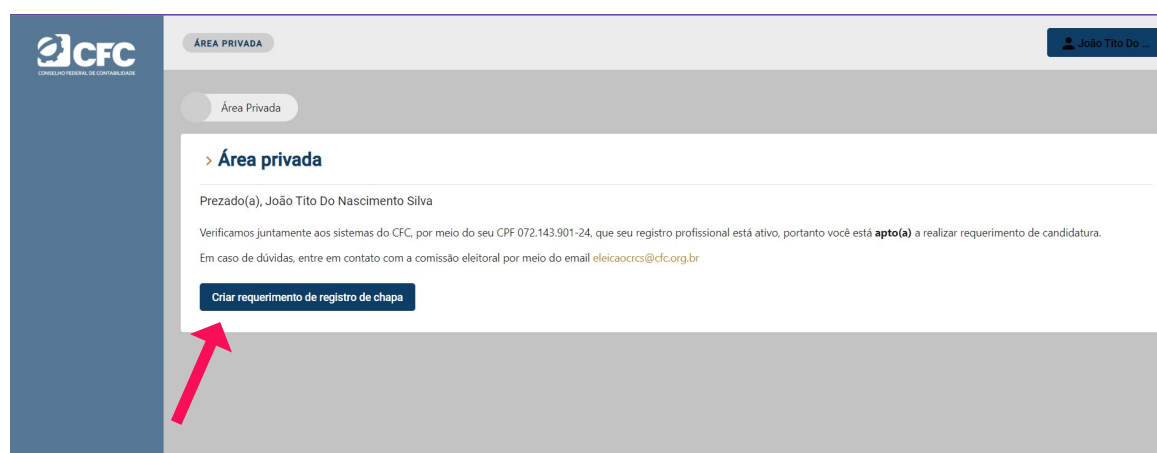 CFC
CONSELHO FEDERAL DE CONTABILIDADE
ÁREA PRIVADA
João Tito Do ...
Área Privada
> Área privada
Prezado(a), João Tito Do Nascimento Silva
Verificamos juntamente aos sistemas do CFC, por meio do seu CPF 072.143.901-24, que seu registro profissional está ativo, portanto você está apto(a) a realizar requerimento de candidatura.
Em caso de dúvidas, entre em contato com a comissão eleitoral por meio do email eleicaocrcs@cfc.org.br
Criar requerimento de registro de chapa